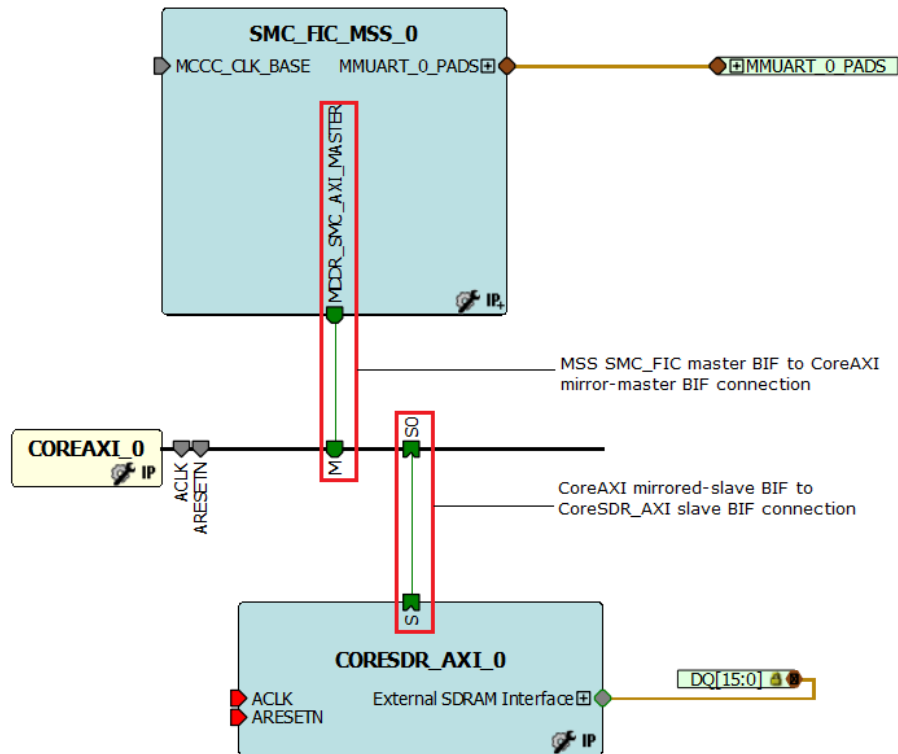 SMC_FIC_MSS_0
MCCC_CLK_BASE
MMUART_0_PADS
MMUART_0_PADS
MDDR_SMC_AXI_MASTER
MSS SMC_FIC master BIF to CoreAXI
mirror-master BIF connection
IP+
COREAXI_0
IP
ACLK
ARESETN
M
S0
CoreAXI mirrored-slave BIF to
CoreSDR_AXI slave BIF connection
S
CORESDR_AXI_0
ACLK
ARESETN
External SDRAM Interface
DQ[15:0]
IP